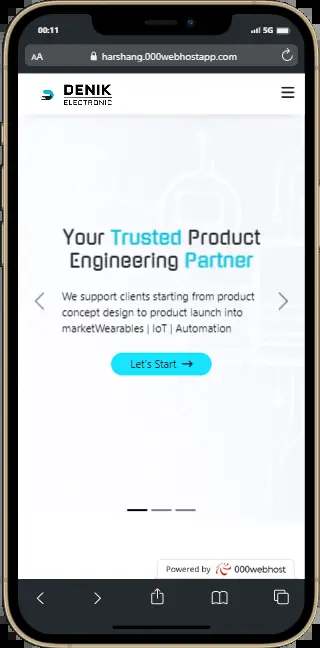 00:11
5G
AA
harshang.000webhostapp.com
DENIK
ELECTRONIC
Your Trusted Product
Engineering Partner
We support clients starting from product
concept design to product launch into
marketWearables | IoT | Automation
Let's Start →
Powered by 000webhost